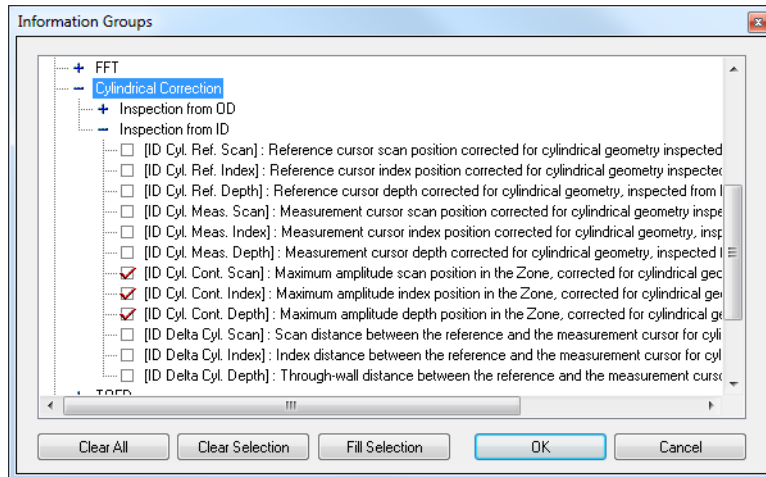 Information Groups
FFT
Cylindrical Correction
Inspection from OD
Inspection from ID
[ID Cyl. Ref. Scan] : Reference cursor scan position corrected for cylindrical geometry inspected
[ID Cyl. Ref. Index] : Reference cursor index position corrected for cylindrical geometry inspected
[ID Cyl. Ref. Depth] : Reference cursor depth corrected for cylindrical geometry, inspected from
[ID Cyl. Meas. Scan] : Measurement cursor scan position corrected for cylindrical geometry inspe
[ID Cyl. Meas. Index] : Measurement cursor index position corrected for cylindrical geometry, insp
[ID Cyl. Meas. Depth] : Measurement cursor depth corrected for cylindrical geometry, inspected
[ID Cyl. Cont. Scan] : Maximum amplitude scan position in the Zone, corrected for cylindrical geo
[ID Cyl. Cont. Index] : Maximum amplitude index position in the Zone, corrected for cylindrical ge
[ID Cyl. Cont. Depth] : Maximum amplitude depth position in the Zone, corrected for cylindrical ge
[ID Delta Cyl. Scan] : Scan distance between the reference and the measurement cursor for cyli
[ID Delta Cyl. Index] : Index distance between the reference and the measurement cursor for cyl
[ID Delta Cyl. Depth] : Through-wall distance between the reference and the measurement curso
TOFD
Clear All
Clear Selection
Fill Selection
OK
Cancel